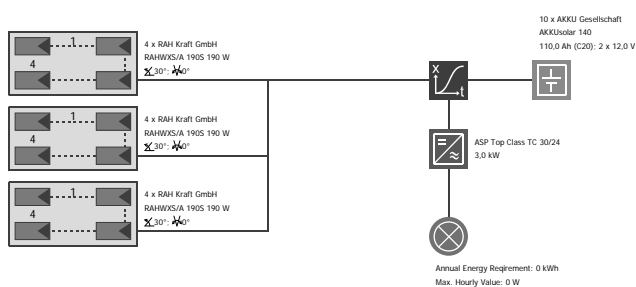 10 x AKKU Gesellschaft
AKKUsolar 140
110,0 Ah (C20): 2 x 12,0 V
1
4
4 x RAH Kraft GmbH
RAHWXS/A 190S 190 W
30°; 0°
x
t
1
4
4 x RAH Kraft GmbH
RAHWXS/A 190S 190 W
30°; 0°
ASP Top Class TC 30/24
3,0 kW
1
4
4 x RAH Kraft GmbH
RAHWXS/A 190S 190 W
30°; 0°
Annual Energy Reqirement: 0 kWh
Max. Hourly Value: 0 W